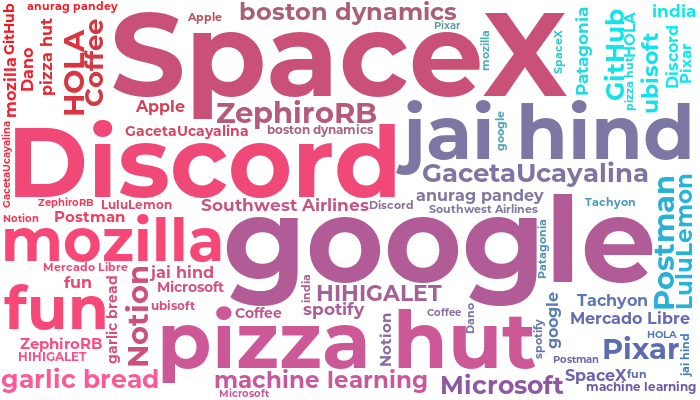 anurag pandey
Apple
boston dynamics
Pixar
india
mozilla
GitHub
Dano
pizza hut
HOLA
Coffee
SpaceX
mozilla
SpaceX
Patagonia
GitHub
pizza hut
HOLA
ubisoft
Discord
Pixar
Apple
ZephiroRB
jai hind
GacetaUcayalina
Discord
GacetaUcayalina
boston dynamics
google
GacetaUcayalina
anurag pandey
Southwest Airlines
Tachyon
Postman
LuluLemon
ZephiroRB
LuluLemon
Southwest Airlines
Discord
Notion
Postman
mozilla
google
Patagonia
Mercado Libre
fun
jai hind
Microsoft
india
HIHIGALET
fun
garlic bread
Notion
ubisoft
Coffee
spotify
Coffee
Dano
google
Tachyon
Mercado Libre
ZephiroRB
HIHIGALET
pizza hut
Notion
spotify
Postman
HOLA
Pixar
jai hind
garlic bread
machine learning
Microsoft
Microsoft
SpaceX
fun
machine learning